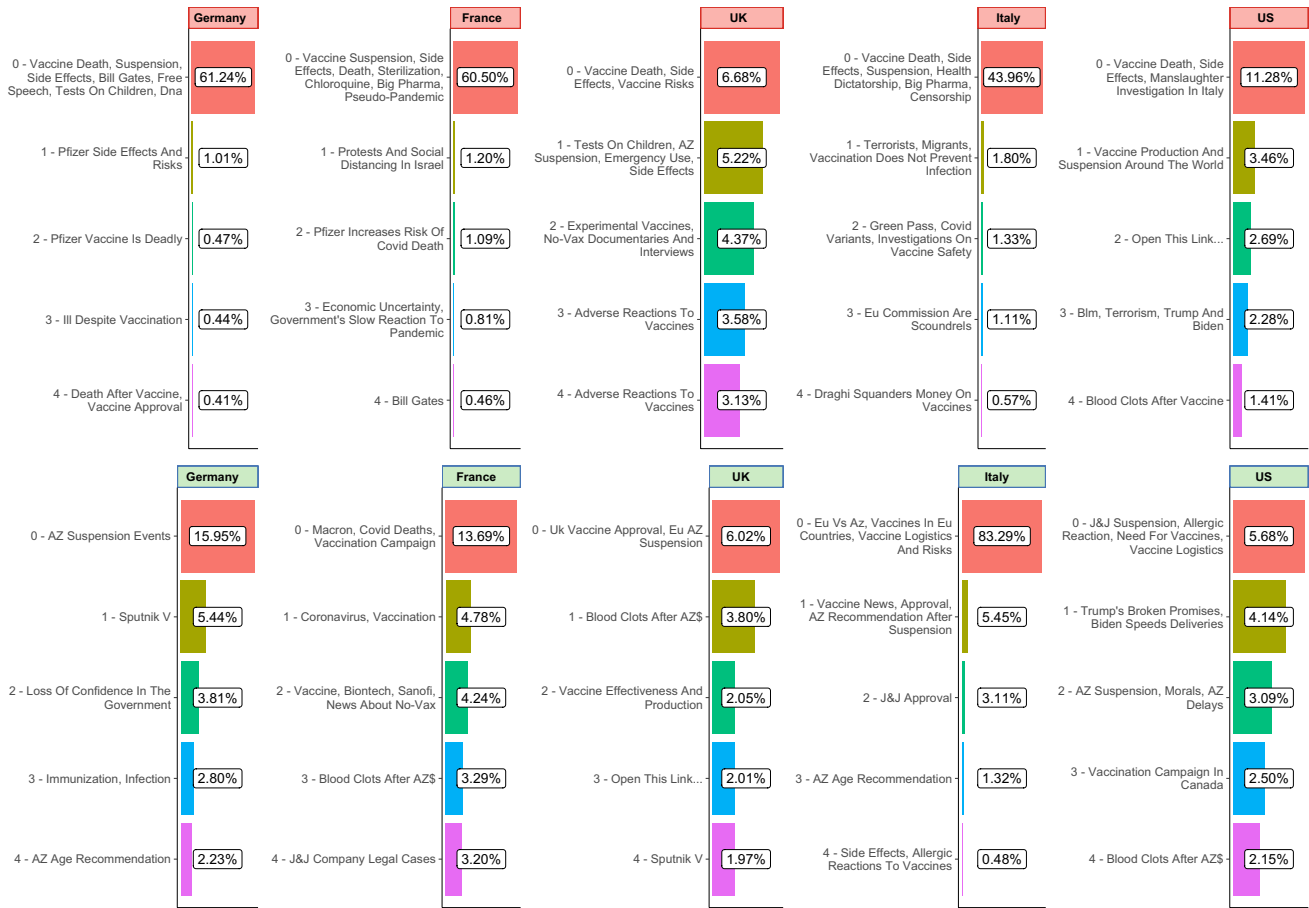 Germany
0 - Vaccine Death, Suspension,
Side Effects, Bill Gates, Free
Speech, Tests On Children, Dna
61.24%
1 - Pfizer Side Effects And
Risks
1.01%
2 - Pfizer Vaccine Is Deadly
0.47%
3 - Ill Despite Vaccination
0.44%
4 - Death After Vaccine,
Vaccine Approval
0.41%
France
0 - Vaccine Suspension, Side
Effects, Death, Sterilization,
Chloroquine, Big Pharma,
Pseudo-Pandemic
60.50%
1 - Protests And Social
Distancing In Israel
1.20%
2 - Pfizer Increases Risk Of
Covid Death
1.09%
3 - Economic Uncertainty,
Government's Slow Reaction To
Pandemic
0.81%
4 - Bill Gates
0.46%
UK
0 - Vaccine Death, Side
Effects, Vaccine Risks
6.68%
1 - Tests On Children, AZ
Suspension, Emergency Use,
Side Effects
5.22%
2 - Experimental Vaccines,
No-Vax Documentaries And
Interviews
4.37%
3 - Adverse Reactions To
Vaccines
3.58%
4 - Adverse Reactions To
Vaccines
3.13%
Italy
0 - Vaccine Death, Side
Effects, Suspension, Health
Dictatorship, Big Pharma,
Censorship
43.96%
1 - Terrorists, Migrants,
Vaccination Does Not Prevent
Infection
1.80%
2 - Green Pass, Covid
Variants, Investigations On
Vaccine Safety
1.33%
3 - Eu Commission Are
Scoundrels
1.11%
4 - Draghi Squanders Money On
Vaccines
0.57%
US
0 - Vaccine Death, Side
Effects, Manslaughter
Investigation In Italy
11.28%
1 - Vaccine Production And
Suspension Around The World
3.46%
2 - Open This Link...
2.69%
3 - Blm, Terrorism, Trump And
Biden
2.28%
4 - Blood Clots After Vaccine
1.41%
Germany
0 - AZ Suspension Events
15.95%
1 - Sputnik V
5.44%
2 - Loss Of Confidence In The
Government
3.81%
3 - Immunization, Infection
2.80%
4 - AZ Age Recommendation
2.23%
France
0 - Macron, Covid Deaths,
Vaccination Campaign
13.69%
1 - Coronavirus, Vaccination
4.78%
2 - Vaccine, Biontech, Sanofi,
News About No-Vax
4.24%
3 - Blood Clots After AZ$
3.29%
4 - J&J Company Legal Cases
3.20%
UK
0 - Uk Vaccine Approval, Eu AZ
Suspension
6.02%
1 - Blood Clots After AZ$
3.80%
2 - Vaccine Effectiveness And
Production
2.05%
3 - Open This Link...
2.01%
4 - Sputnik V
1.97%
Italy
0 - Eu Vs Az, Vaccines In Eu
Countries, Vaccine Logistics
And Risks
83.29%
1 - Vaccine News, Approval,
AZ Recommendation After
Suspension
5.45%
2 - J&J Approval
3.11%
3 - AZ Age Recommendation
1.32%
4 - Side Effects, Allergic
Reactions To Vaccines
0.48%
US
0 - J&J Suspension, Allergic
Reaction, Need For Vaccines,
Vaccine Logistics
5.68%
1 - Trump's Broken Promises,
Biden Speeds Deliveries
4.14%
2 - AZ Suspension, Morals, AZ
Delays
3.09%
3 - Vaccination Campaign In
Canada
2.50%
4 - Blood Clots After AZ$
2.15%